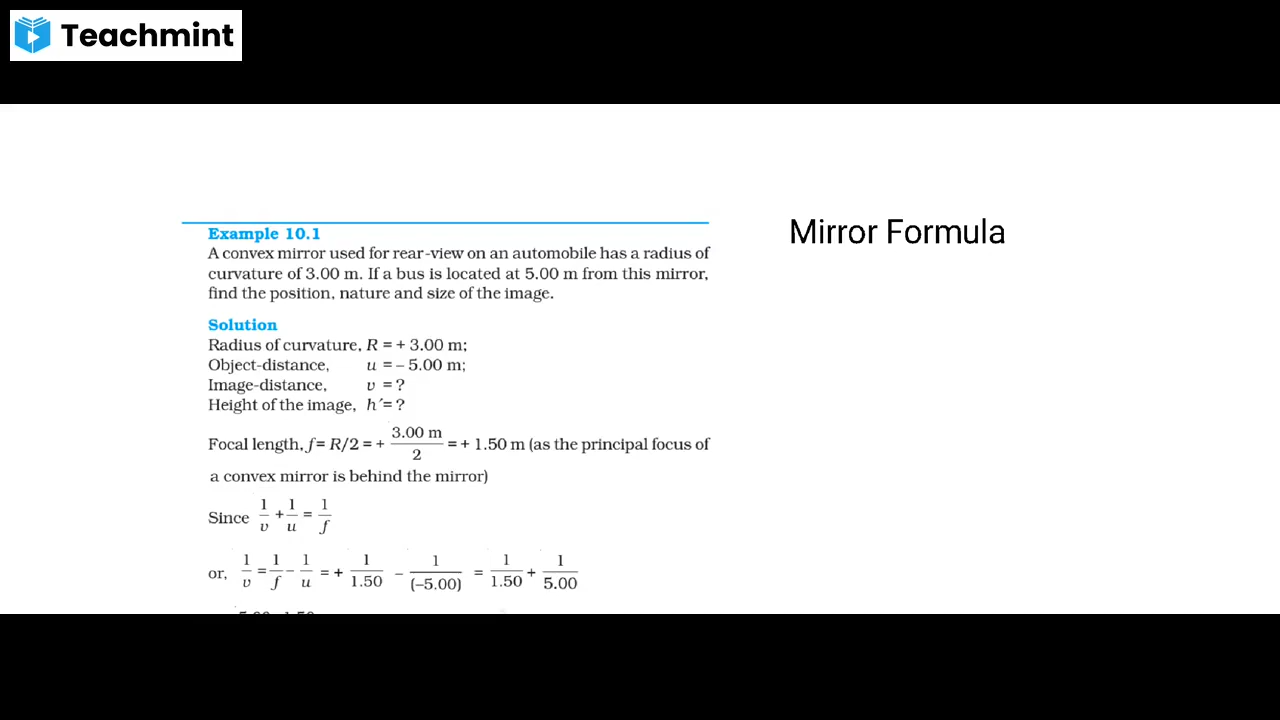 Teachmint
Example 10.1
A convex mirror used for rear-view on an automobile has a radius of
curvature of 3.00 m. If a bus is located at 5.00 m from this mirror,
find the position, nature and size of the image.
Mirror Formula
Solution
Radius of curvature, R = + 3.00 m;
Object-distance, u = – 5.00 m;
Image-distance, v = ?
Height of the image, h′= ?
Focal length, f = R/2 = + 3.00 m / 2 = + 1.50 m (as the principal focus of
a convex mirror is behind the mirror)
Since 1/v + 1/u = 1/f
or, 1/v = 1/f – 1/u = + 1/1.50 – 1/(–5.00) = 1/1.50 + 1/5.00